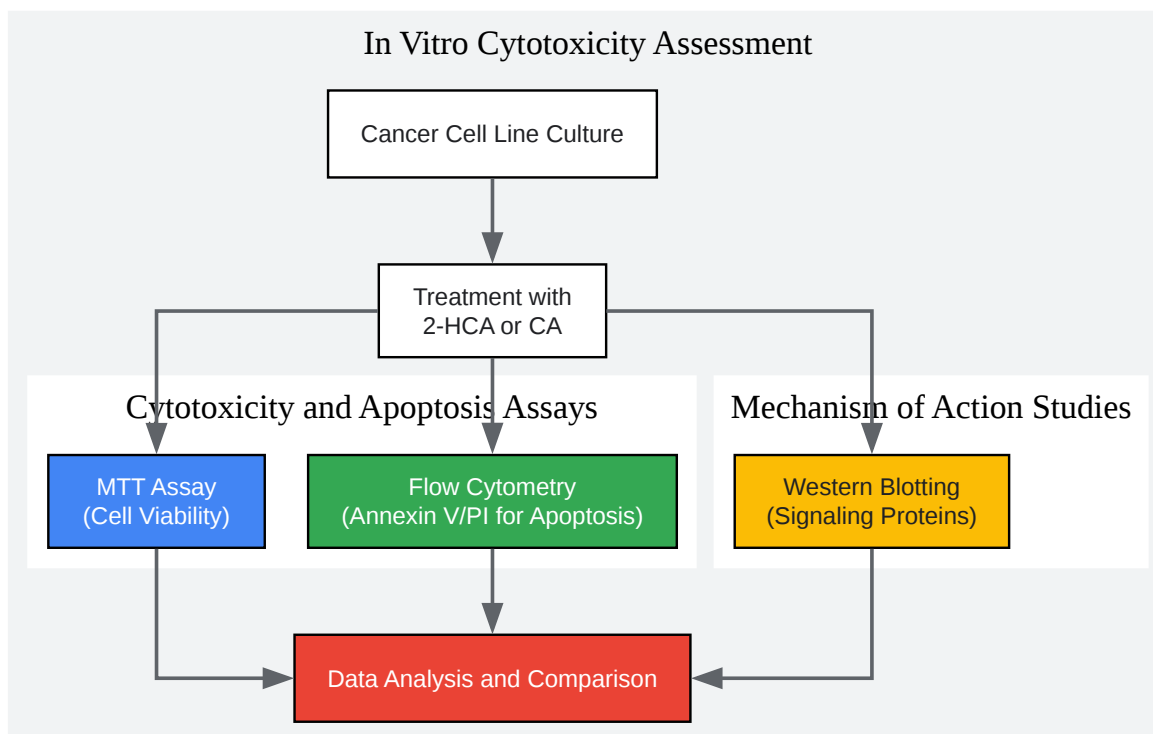 In Vitro Cytotoxicity Assessment
Cancer Cell Line Culture
Treatment with
2-HCA or CA
Cytotoxicity and Apoptosis Assays
Mechanism of Action Studies
MTT Assay
(Cell Viability)
Flow Cytometry
(Annexin V/PI for Apoptosis)
Western Blotting
(Signaling Proteins)
Data Analysis and Comparison